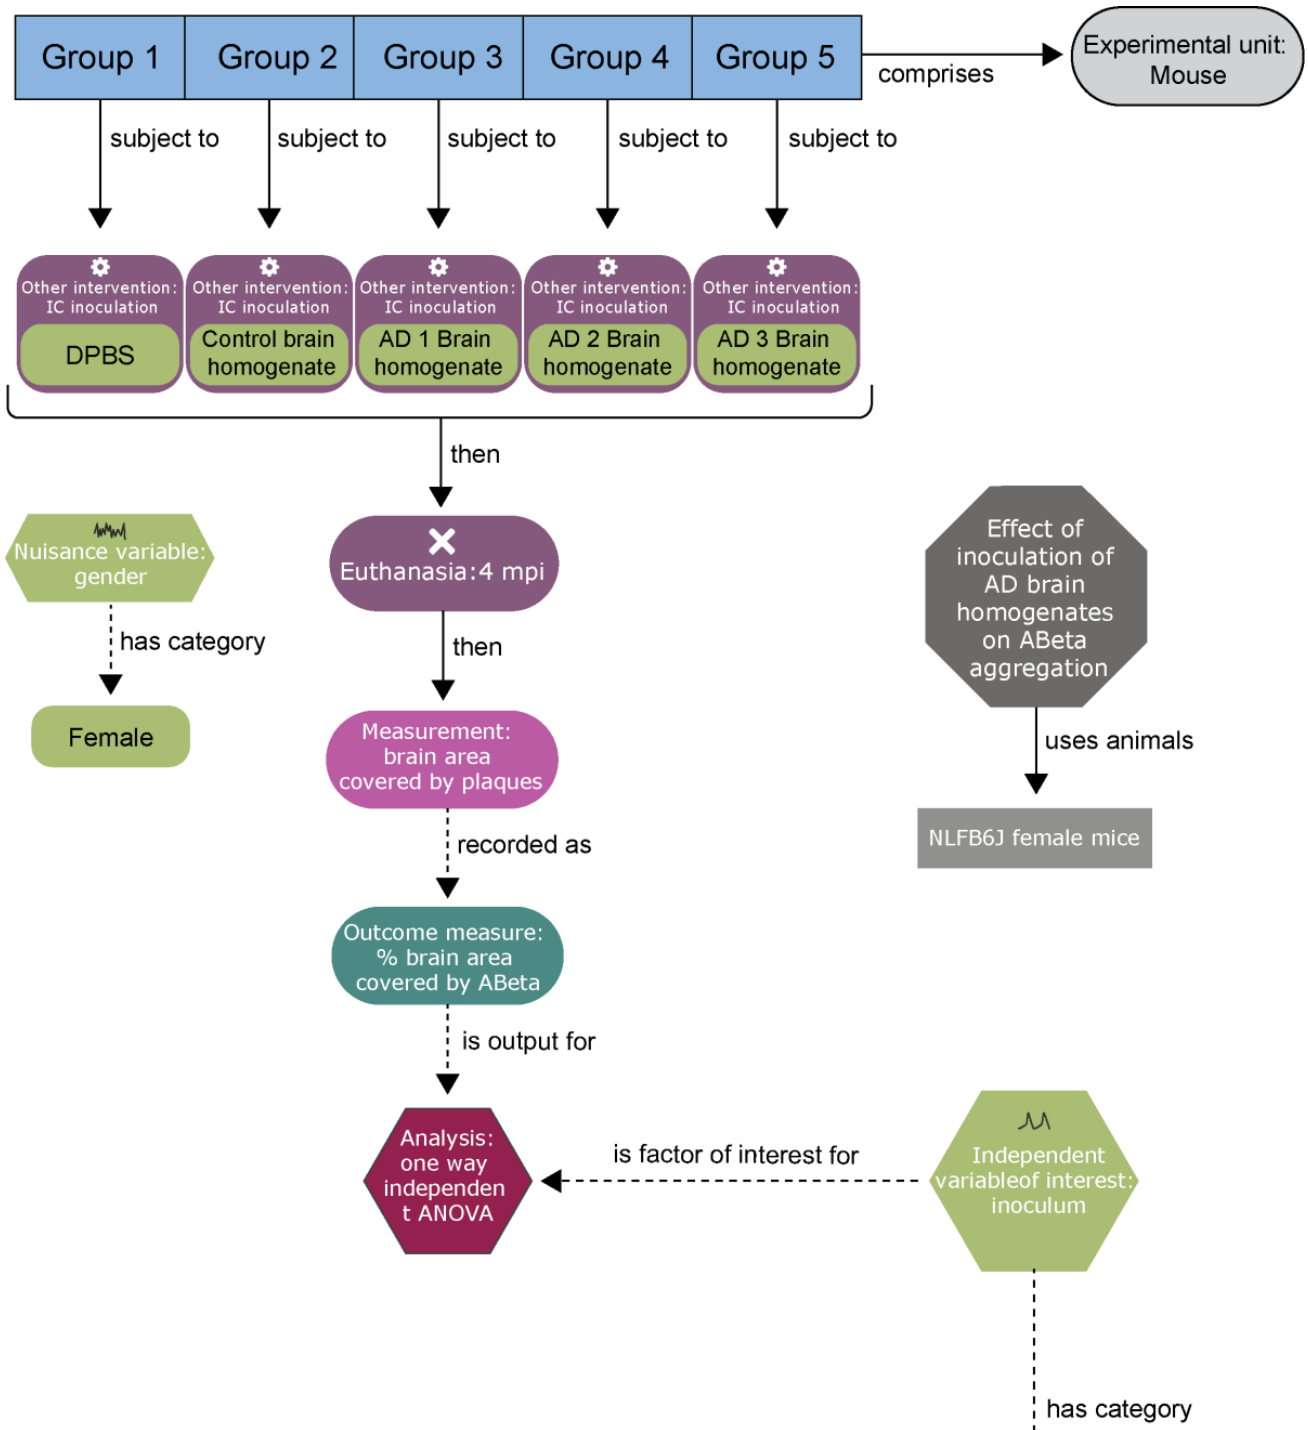 Group 1
Group 2
Group 3
Group 4
Group 5
comprises
Experimental unit:
Mouse
subject to
subject to
subject to
subject to
subject to
Other intervention:
IC inoculation
DPBS
Other intervention:
IC inoculation
Control brain
homogenate
Other intervention:
IC inoculation
AD 1 Brain
homogenate
Other intervention:
IC inoculation
AD 2 Brain
homogenate
Other intervention:
IC inoculation
AD 3 Brain
homogenate
then
Nuisance variable:
gender
has category
Female
Euthanasia:4 mpi
then
Measurement:
brain area
covered by plaques
recorded as
Outcome measure:
% brain area
covered by ABeta
is output for
Analysis:
one way
independen
t ANOVA
Effect of
inoculation of
AD brain
homogenates
on ABeta
aggregation
uses animals
NLFB6J female mice
is factor of interest for
Independent
variableof interest:
inoculum
has category